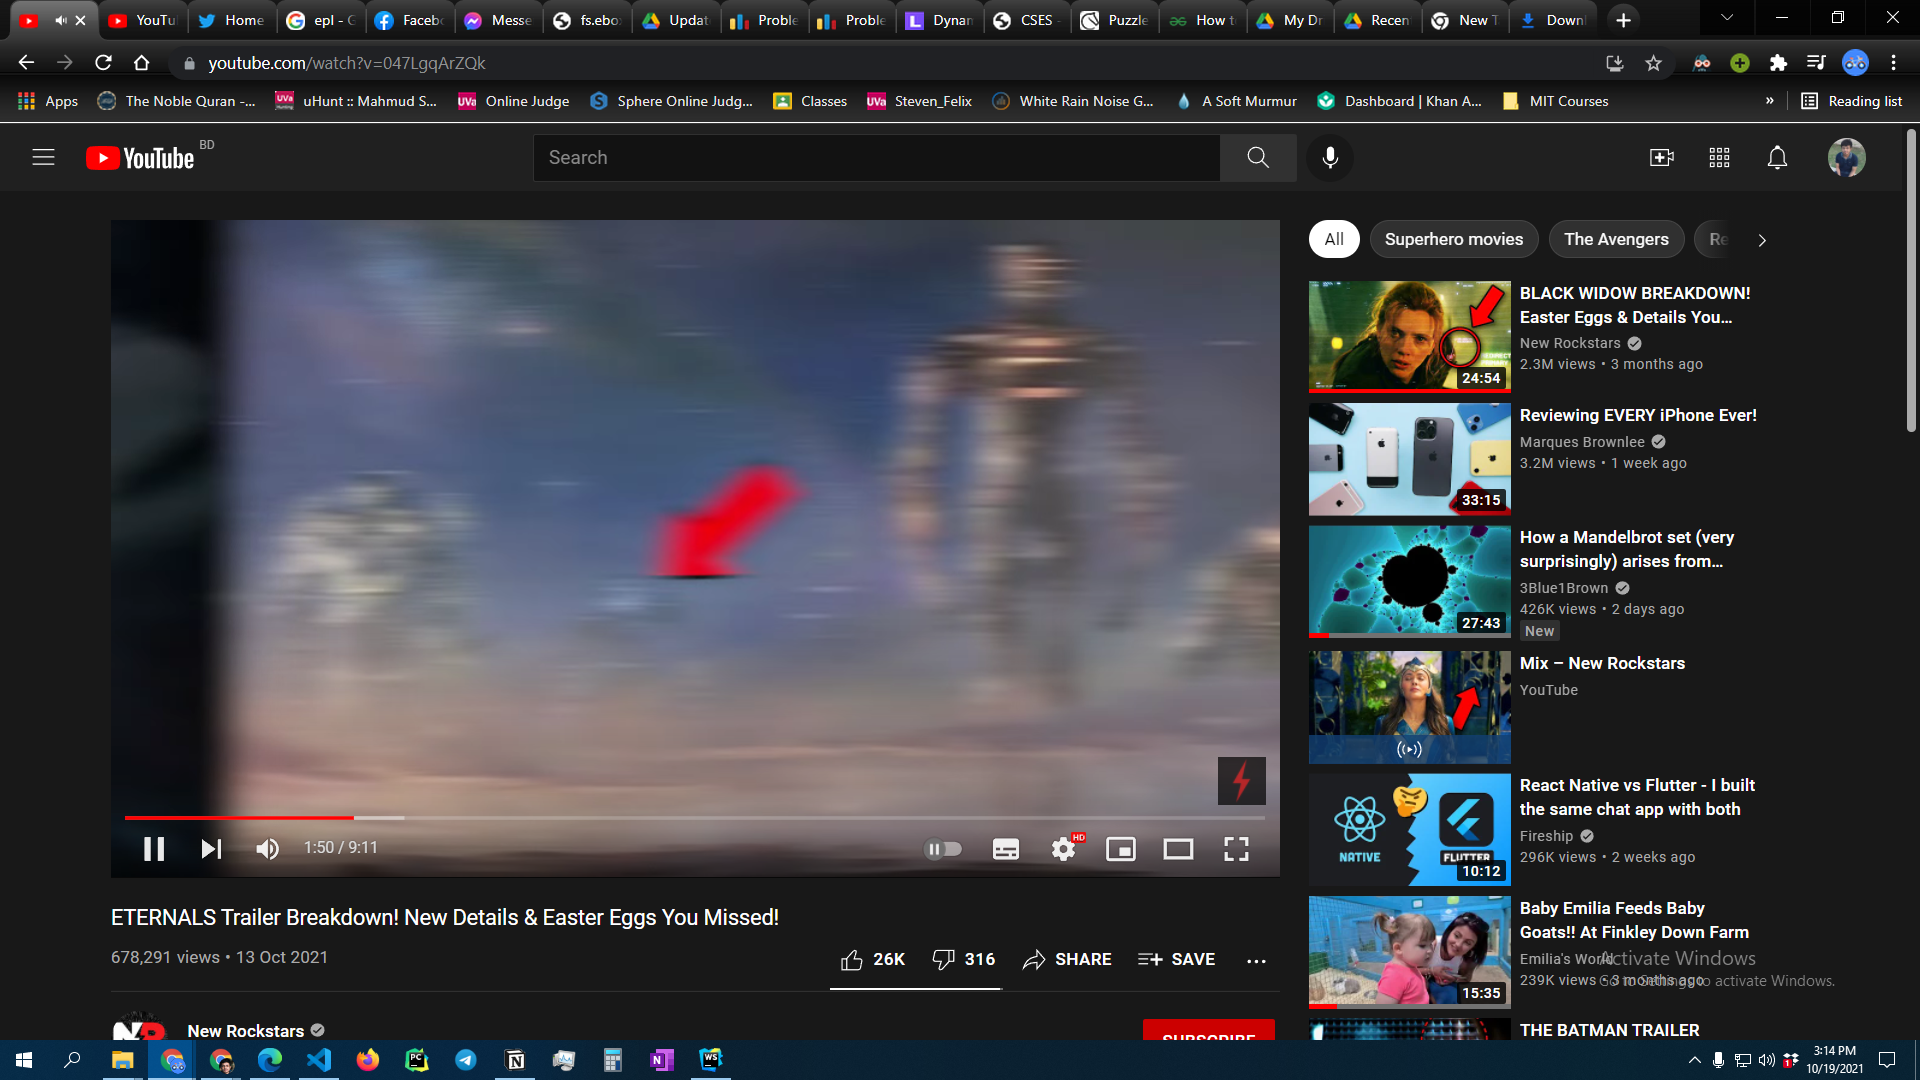 YouTu
Home
epl - G
Faceb
Messe
fs.ebo
Updat
Proble
Proble
Dynan
CSES -
Puzzle
How t
My Dr
Recen
New T
Downl
youtube.com/watch?v=047LgqArZQk
Apps
The Noble Quran -...
uHunt :: Mahmud S...
Online Judge
Sphere Online Judg...
Classes
Steven_Felix
White Rain Noise G...
A Soft Murmur
Dashboard | Khan A...
MIT Courses
»
Reading list
YouTube BD
Search
All
Superhero movies
The Avengers
Re
BLACK WIDOW BREAKDOWN!
Easter Eggs & Details You...
New Rockstars
2.3M views • 3 months ago
24:54
Reviewing EVERY iPhone Ever!
Marques Brownlee
3.2M views • 1 week ago
33:15
How a Mandelbrot set (very
surprisingly) arises from...
3Blue1Brown
426K views • 2 days ago
New
27:43
Mix – New Rockstars
YouTube
React Native vs Flutter - I built
the same chat app with both
Fireship
296K views • 2 weeks ago
NATIVE
FLUTTER
10:12
Baby Emilia Feeds Baby
Goats!! At Finkley Down Farm
Emilia's World
239K views • 3 months ago
15:35
Activate Windows
Go to Settings to activate Windows.
THE BATMAN TRAILER
1:50 / 9:11
HD
ETERNALS Trailer Breakdown! New Details & Easter Eggs You Missed!
678,291 views • 13 Oct 2021
26K
316
SHARE
SAVE
New Rockstars
SUBSCRIBE
3:14 PM
10/19/2021